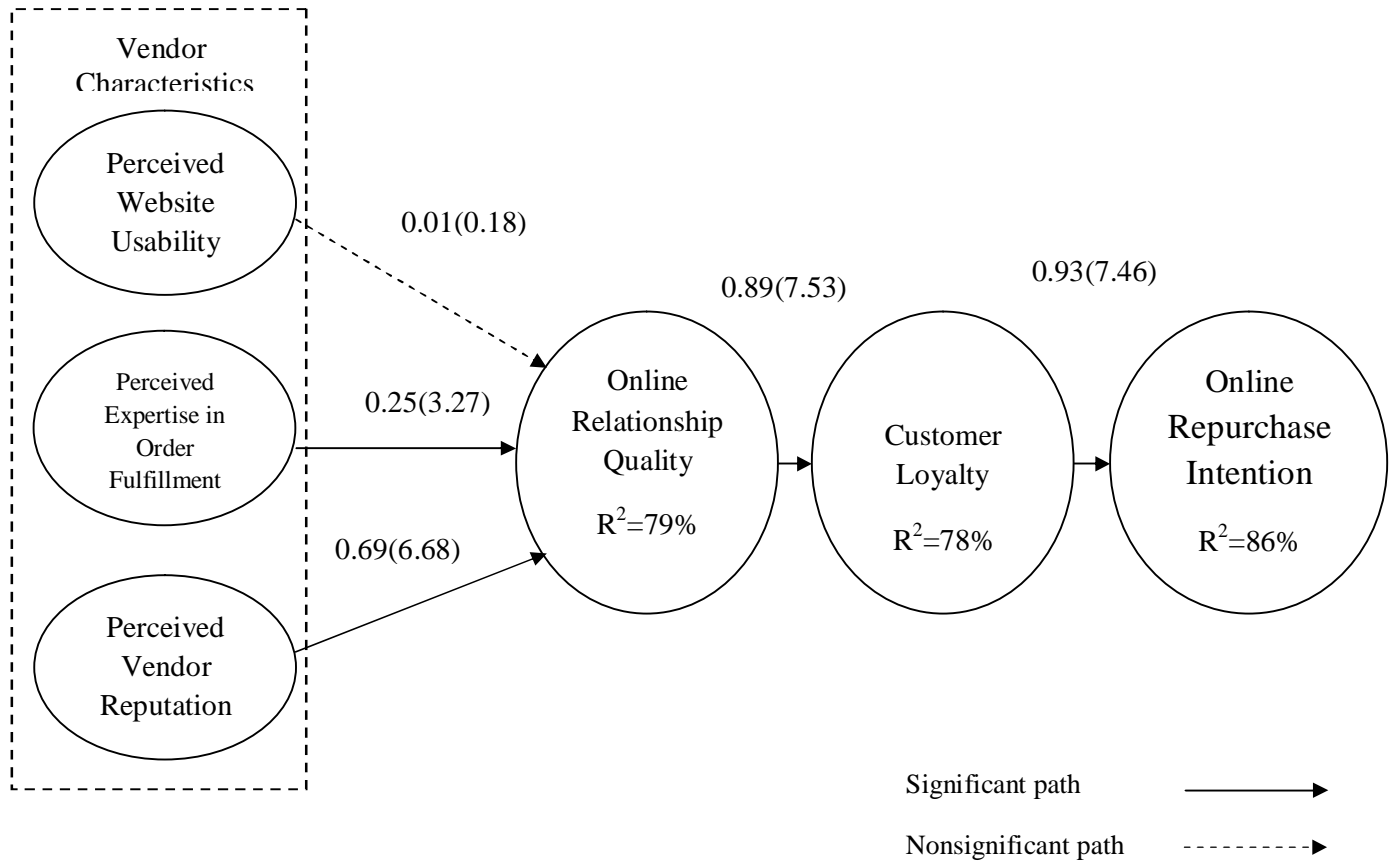 Vendor
Characteristics
Perceived
Website
Usability
0.01(0.18)
Perceived
Expertise in
Order
Fulfillment
0.25(3.27)
Perceived
Vendor
Reputation
0.69(6.68)
Online
Relationship
Quality
R²=79%
0.89(7.53)
Customer
Loyalty
R²=78%
0.93(7.46)
Online
Repurchase
Intention
R²=86%
Significant path
Nonsignificant path